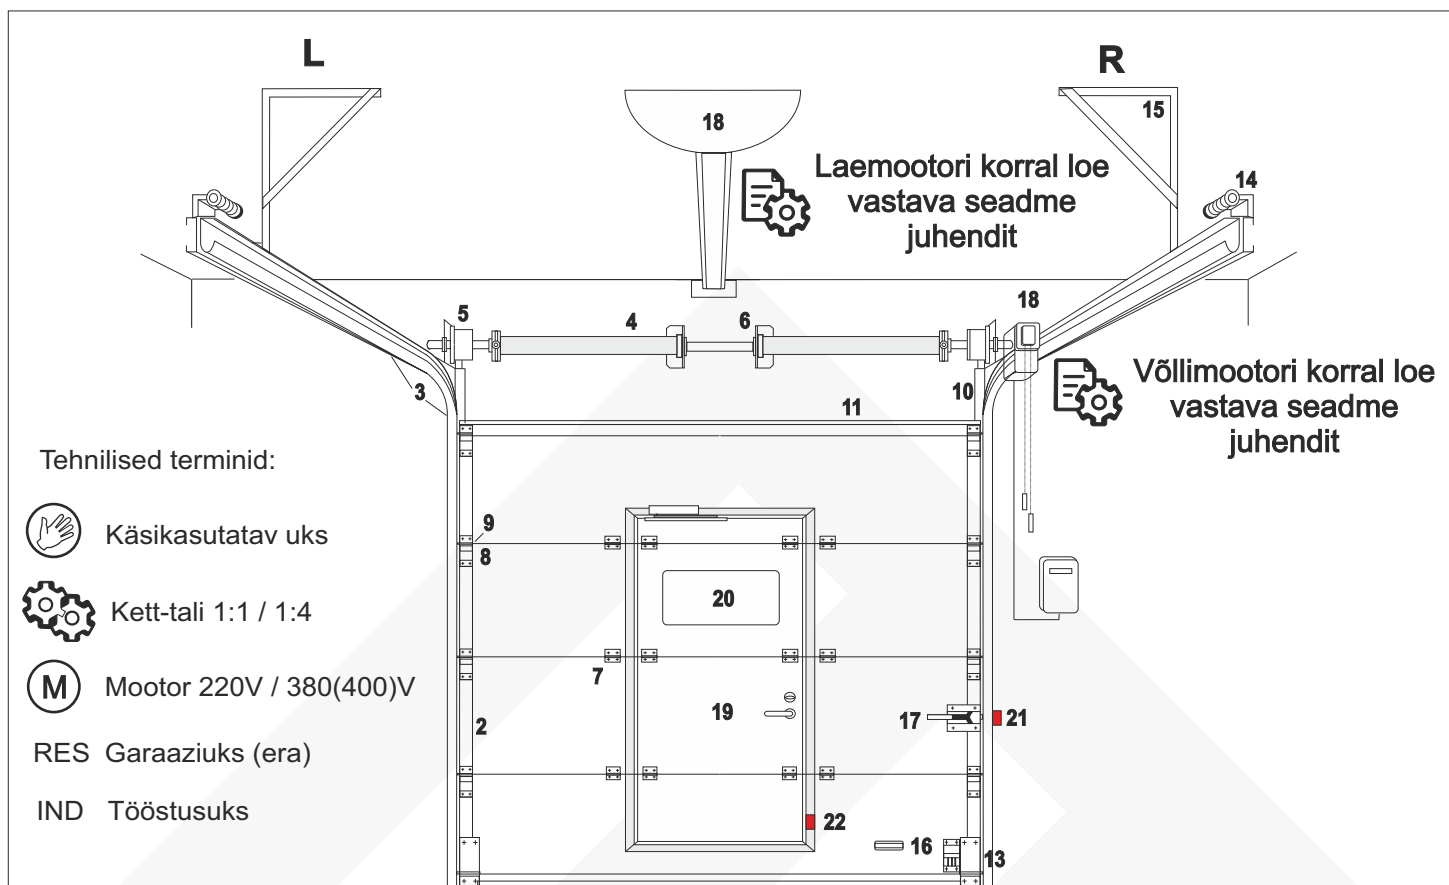 L
R
18
15
Laemootori korral loe
vastava seadme
juhendit
14
5
4
6
18
3
10
11
Võllimootori korral loe
vastava seadme
juhendit
Tehnilised terminid:
Käsikasutatav uks
9
8
Kett-tali 1:1 / 1:4
20
7
M Mootor 220V / 380(400)V
2
19
17
21
RES Garaaziuks (era)
IND Tööstusuks
22
16
13